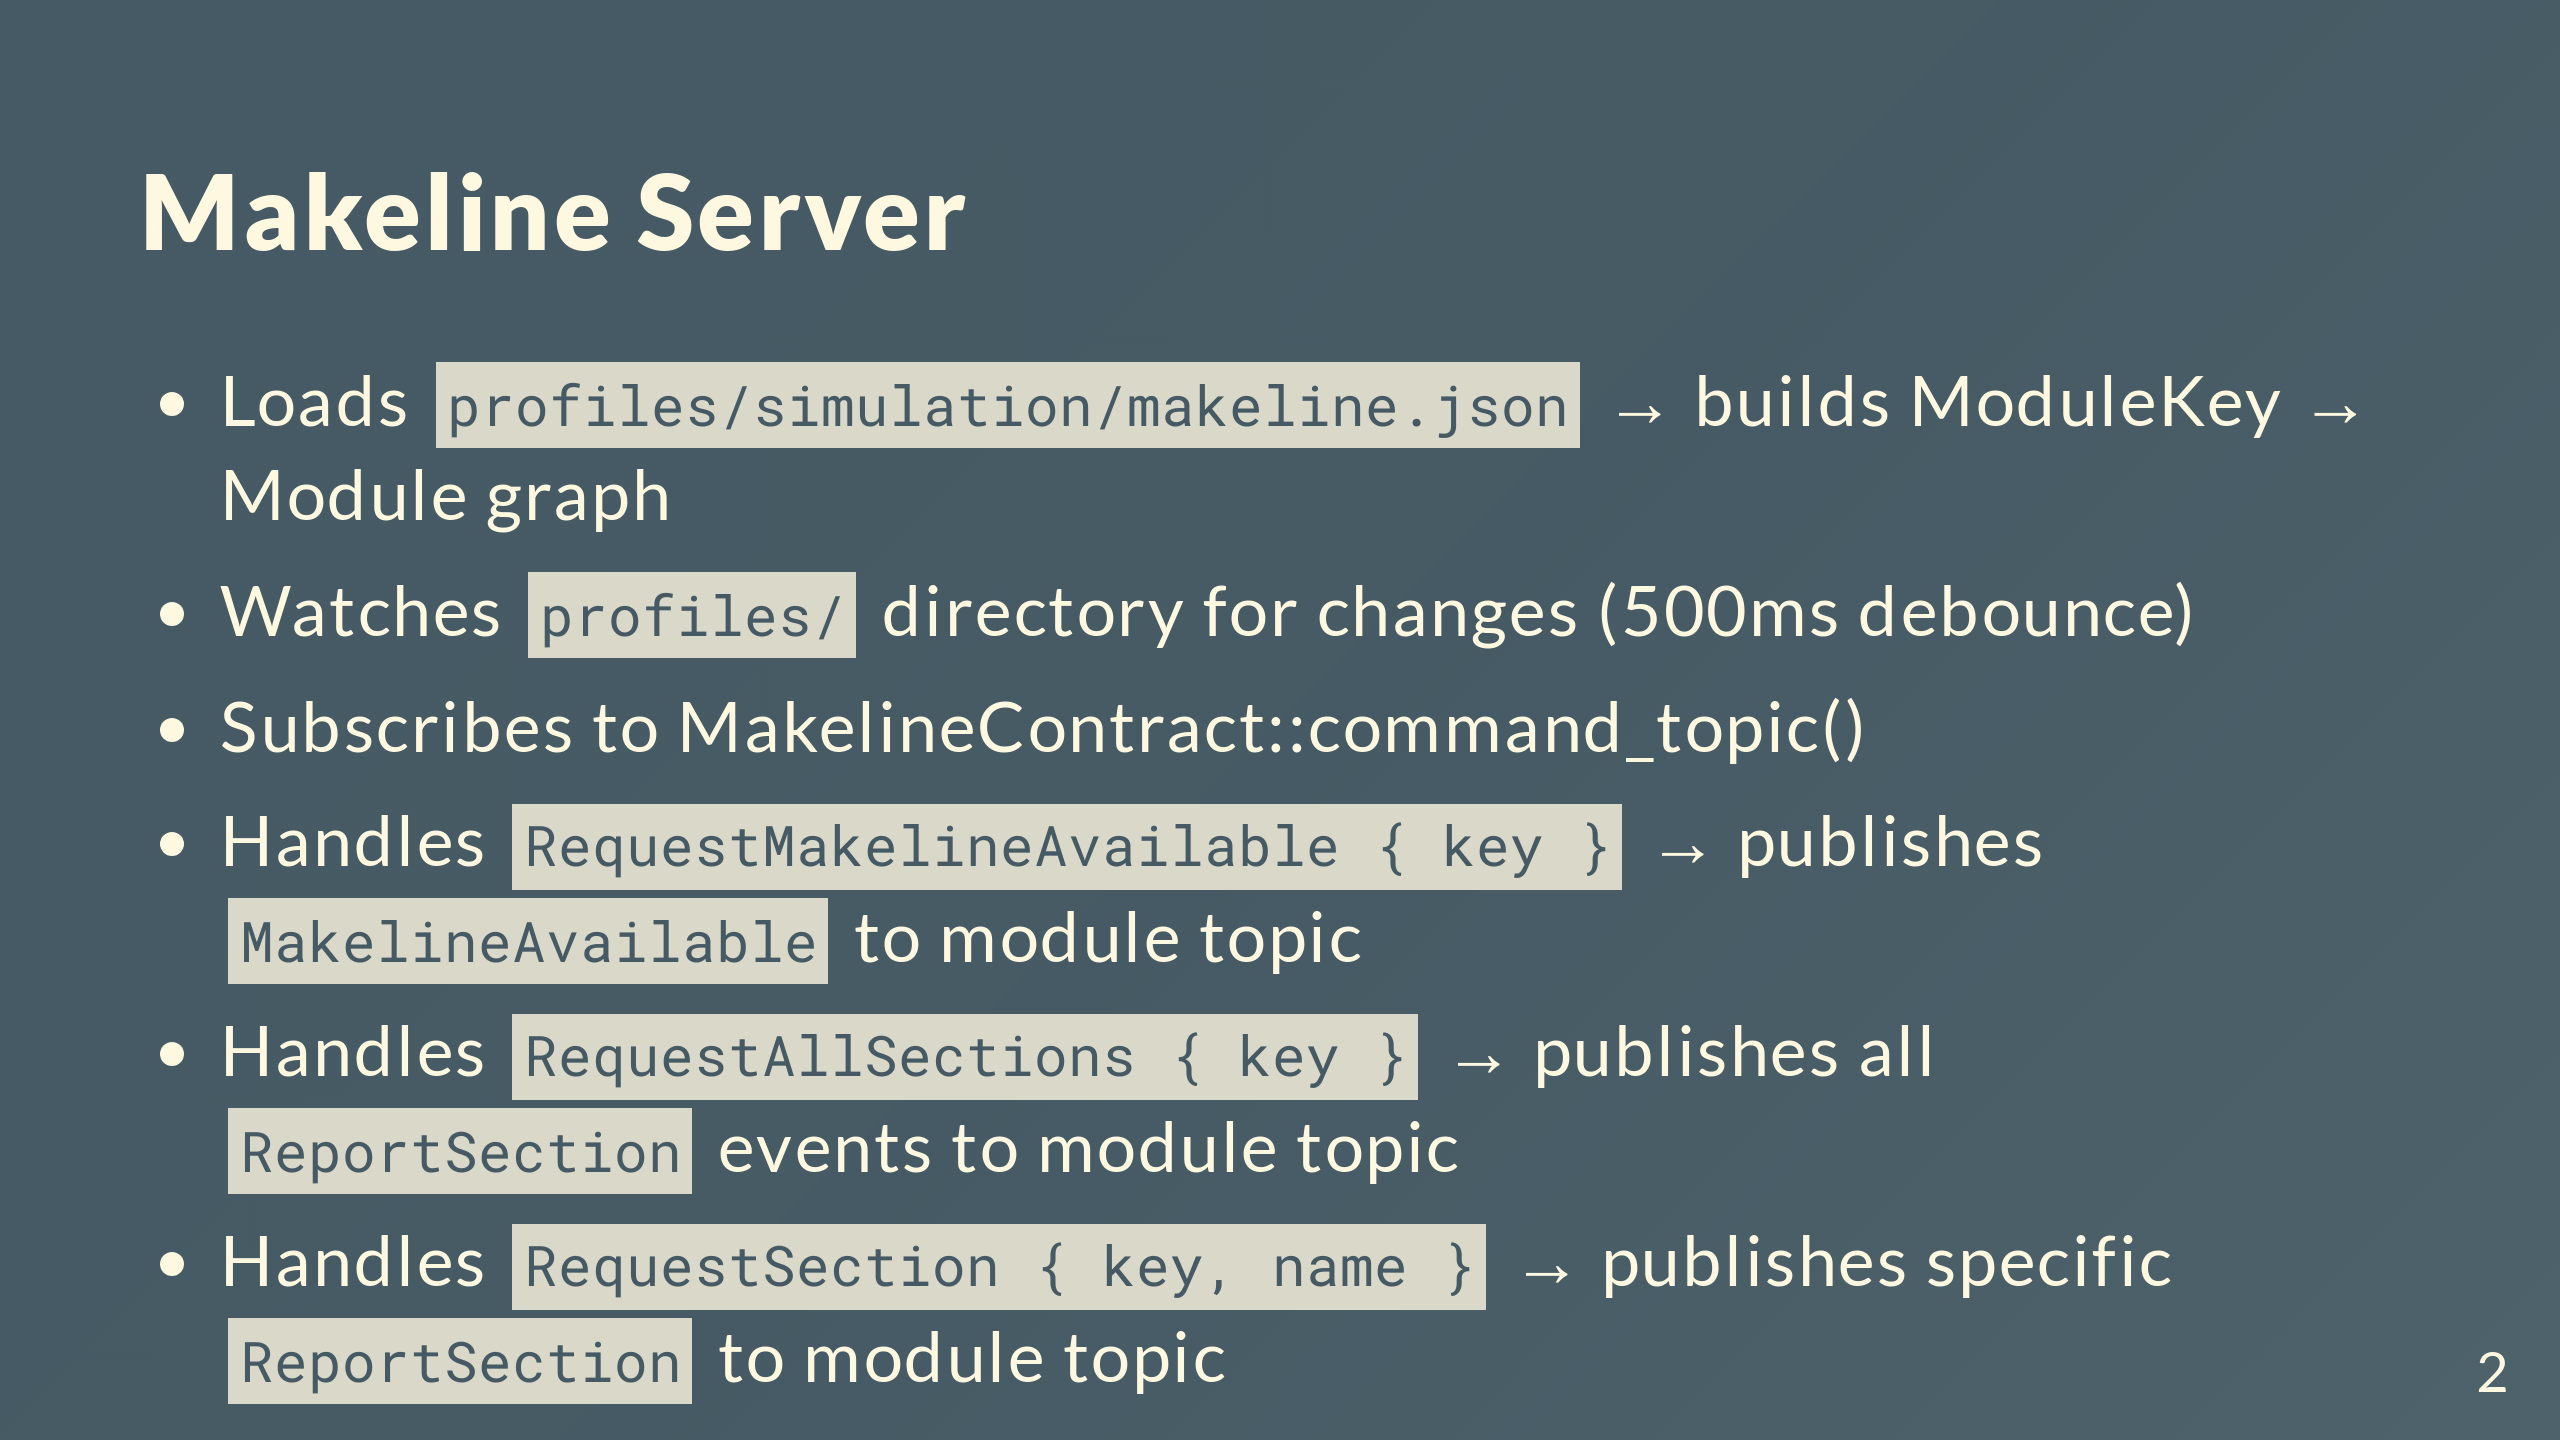 Makeline Server
• Loads profiles/simulation/makeline.json → builds ModuleKey →
Module graph
• Watches profiles/ directory for changes (500ms debounce)
• Subscribes to MakelineContract::command_topic()
• Handles RequestMakelineAvailable { key } → publishes
MakelineAvailable to module topic
• Handles RequestAllSections { key } → publishes all
ReportSection events to module topic
• Handles RequestSection { key, name } → publishes specific
ReportSection to module topic
2